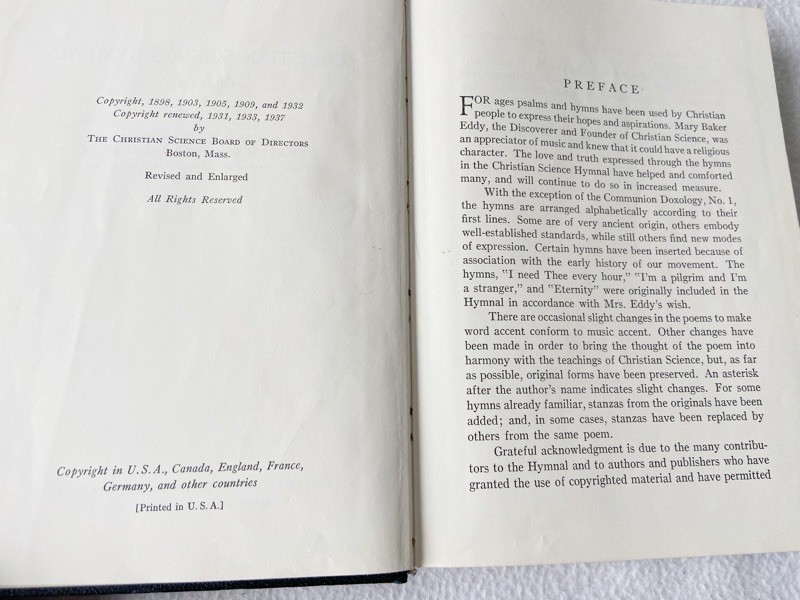 Copyright, 1898, 1903, 1905, 1909, and 1932
Copyright renewed, 1931, 1933, 1937
by
THE CHRISTIAN SCIENCE BOARD OF DIRECTORS
Boston, Mass.
Revised and Enlarged
All Rights Reserved
Copyright in U. S. A., Canada, England, France,
Germany, and other countries
[Printed in U. S. A.]
PREFACE
FOR ages psalms and hymns have been used by Christian
people to express their hopes and aspirations. Mary Baker
Eddy, the Discoverer and Founder of Christian Science, was
an appreciator of music and knew that it could have a religious
character. The love and truth expressed through the hymns
in the Christian Science Hymnal have helped and comforted
many, and will continue to do so in increased measure.
With the exception of the Communion Doxology, No. 1,
the hymns are arranged alphabetically according to their
first lines. Some are of very ancient origin, others embody
well-established standards, while still others find new modes
of expression. Certain hymns have been inserted because of
association with the early history of our movement. The
hymns, "I need Thee every hour," "I'm a pilgrim and I'm
a stranger," and "Eternity" were originally included in the
Hymnal in accordance with Mrs. Eddy's wish.
There are occasional slight changes in the poems to make
word accent conform to music accent. Other changes have
been made in order to bring the thought of the poem into
harmony with the teachings of Christian Science, but, as far
as possible, original forms have been preserved. An asterisk
after the author's name indicates slight changes. For some
hymns already familiar, stanzas from the originals have been
added; and, in some cases, stanzas have been replaced by
others from the same poem.
Grateful acknowledgment is due to the many contribu-
tors to the Hymnal and to authors and publishers who have
granted the use of copyrighted material and have permitted